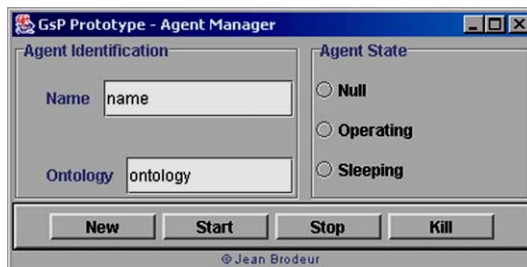 GsP Prototype - Agent Manager
Agent Identification
Name name
Ontology ontology
Agent State
Null
Operating
Sleeping
New Start Stop Kill
@ Jean Brodeur